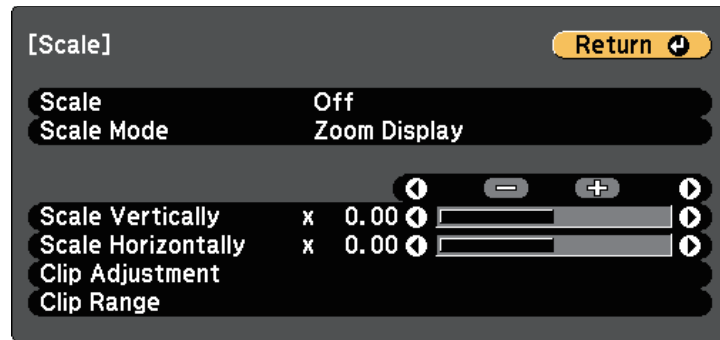 [Scale] Return
Scale Off
Scale Mode Zoom Display
Scale Vertically x 0.00
Scale Horizontally x 0.00
Clip Adjustment
Clip Range